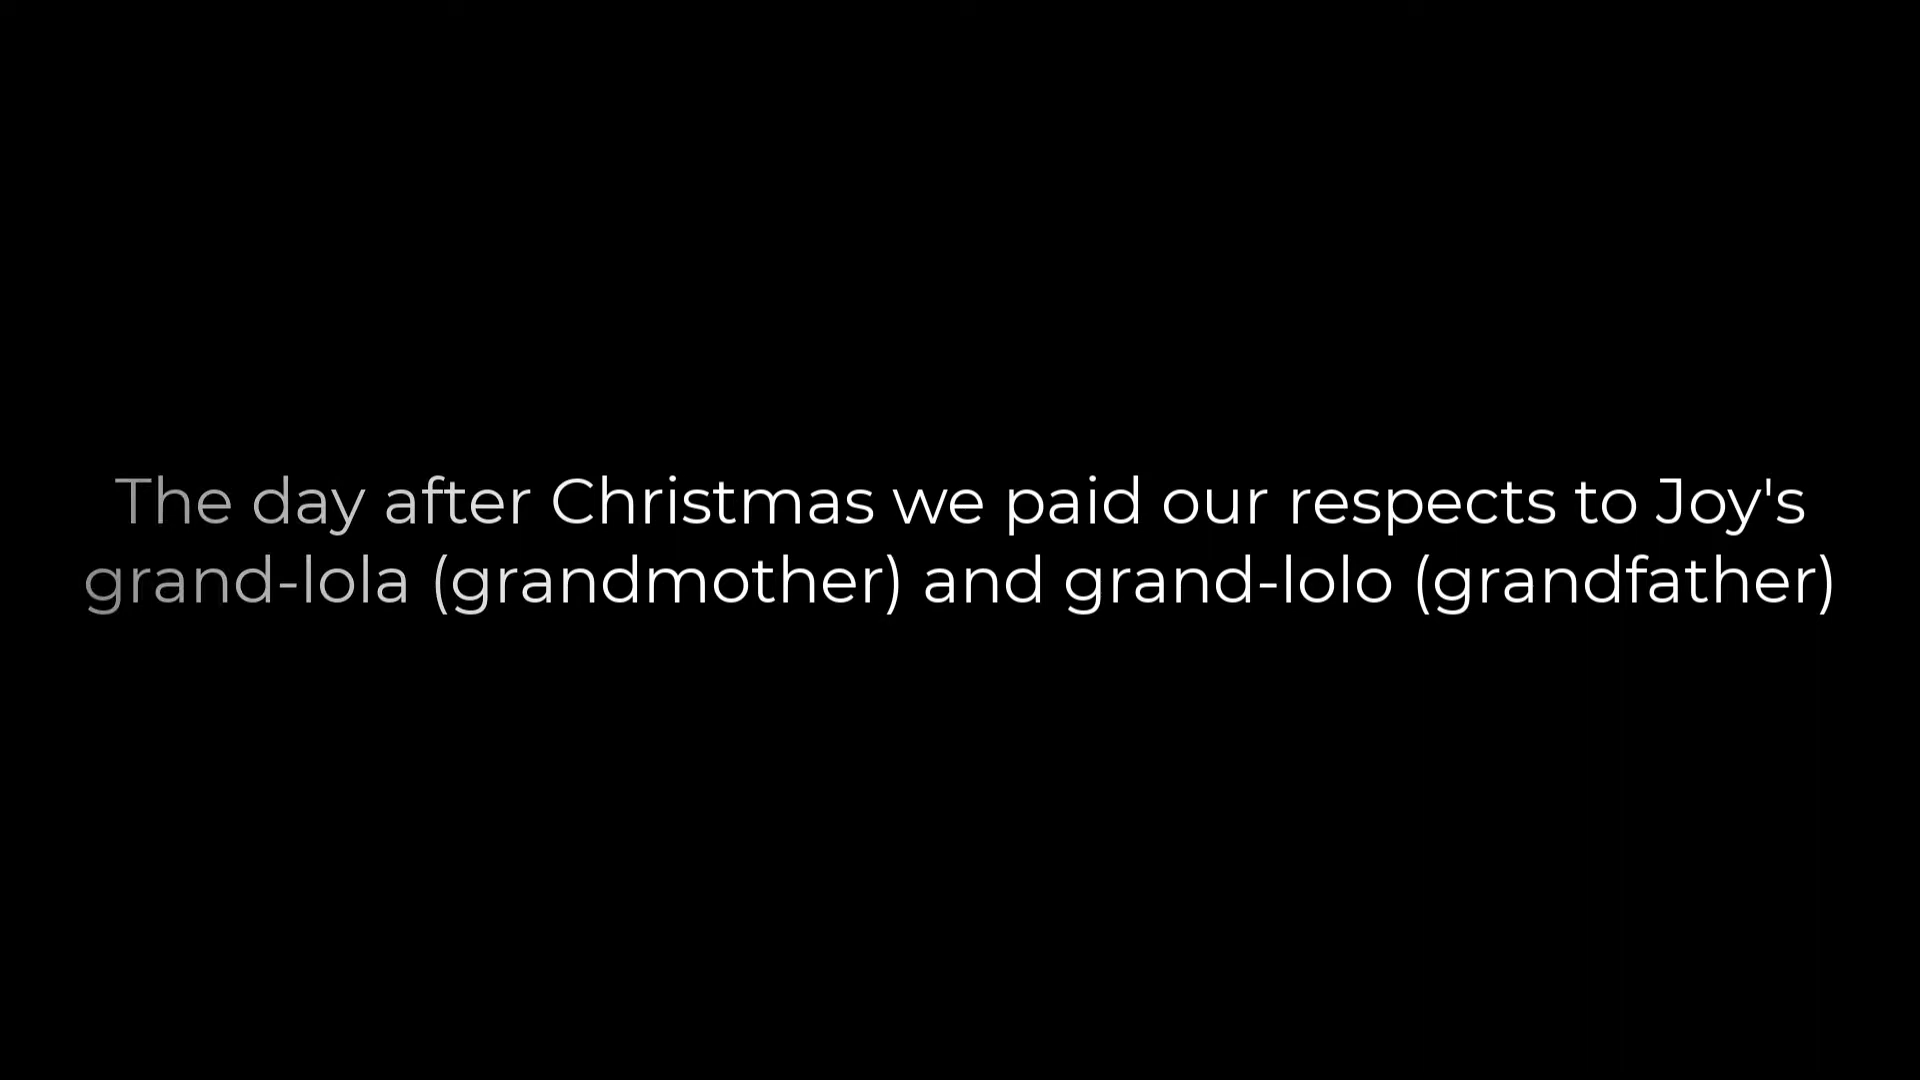 The day after Christmas we paid our respects to Joy's
grand-lola (grandmother) and grand-lolo (grandfather)